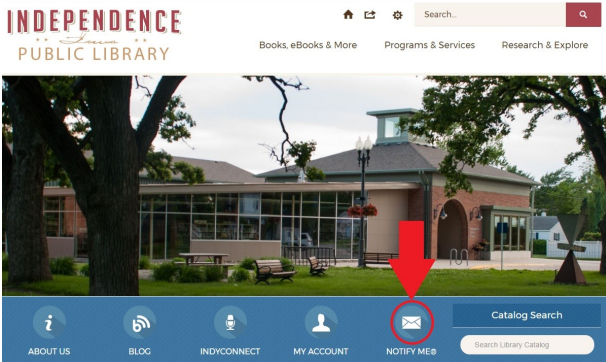 INDEPENDENCE
Iowa
PUBLIC LIBRARY
Search...
Books, eBooks & More
Programs & Services
Research & Explore
ABOUT US
BLOG
INDYCONNECT
MY ACCOUNT
NOTIFY ME®
Catalog Search
Search Library Catalog